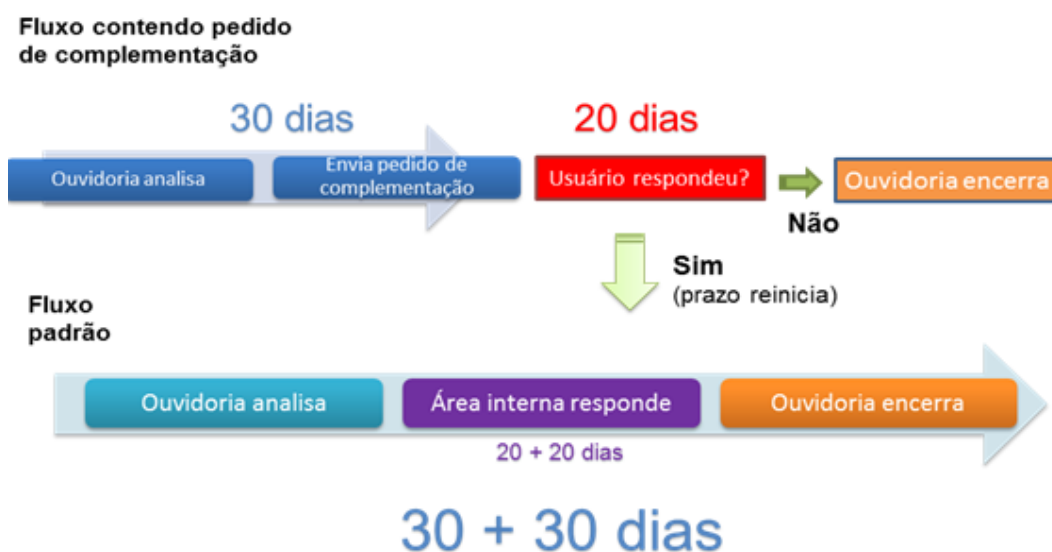 Fluxo contendo pedido
de complementação
30 dias
20 dias
Ouvidoria analisa
Envia pedido de
complementação
Usuário respondeu?
Ouvidoria encerra
Não
Sim
(prazo reinicia)
Fluxo
padrão
Ouvidoria analisa
Área interna responde
Ouvidoria encerra
20 + 20 dias
30 + 30 dias